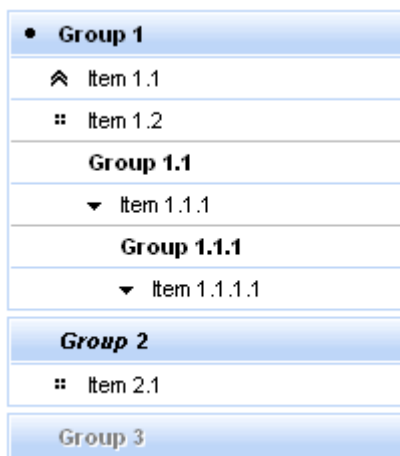 Group 1
Item 1.1
Item 1.2
Group 1.1
Item 1.1.1
Group 1.1.1
Item 1.1.1.1
Group 2
Item 2.1
Group 3